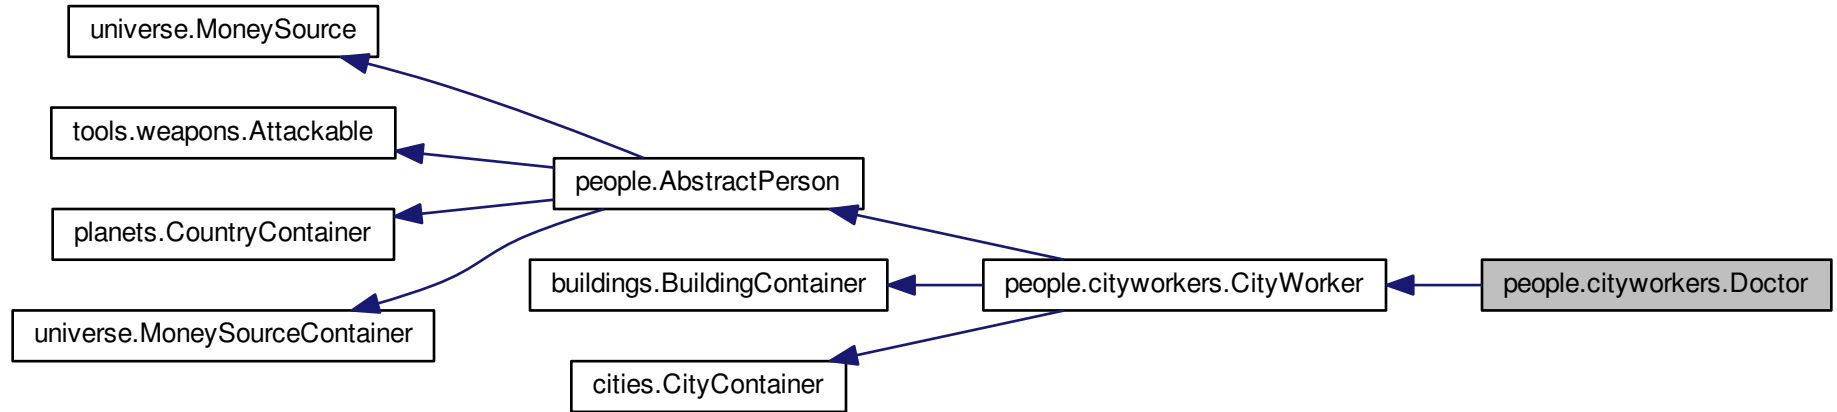 universe.MoneySource
tools.weapons.Attackable
people.AbstractPerson
planets.CountryContainer
buildings.BuildingContainer
people.cityworkers.CityWorker
people.cityworkers.Doctor
universe.MoneySourceContainer
cities.CityContainer